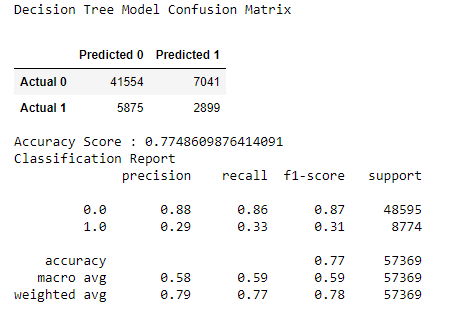 Decision Tree Model Confusion Matrix
Predicted 0 Predicted 1
Actual 0 41554 7041
Actual 1 5875 2899
Accuracy Score : 0.7748609876414091
Classification Report
precision recall f1-score support
0.0 0.88 0.86 0.87 48595
1.0 0.29 0.33 0.31 8774
accuracy 0.77 57369
macro avg 0.58 0.59 0.59 57369
weighted avg 0.79 0.77 0.78 57369